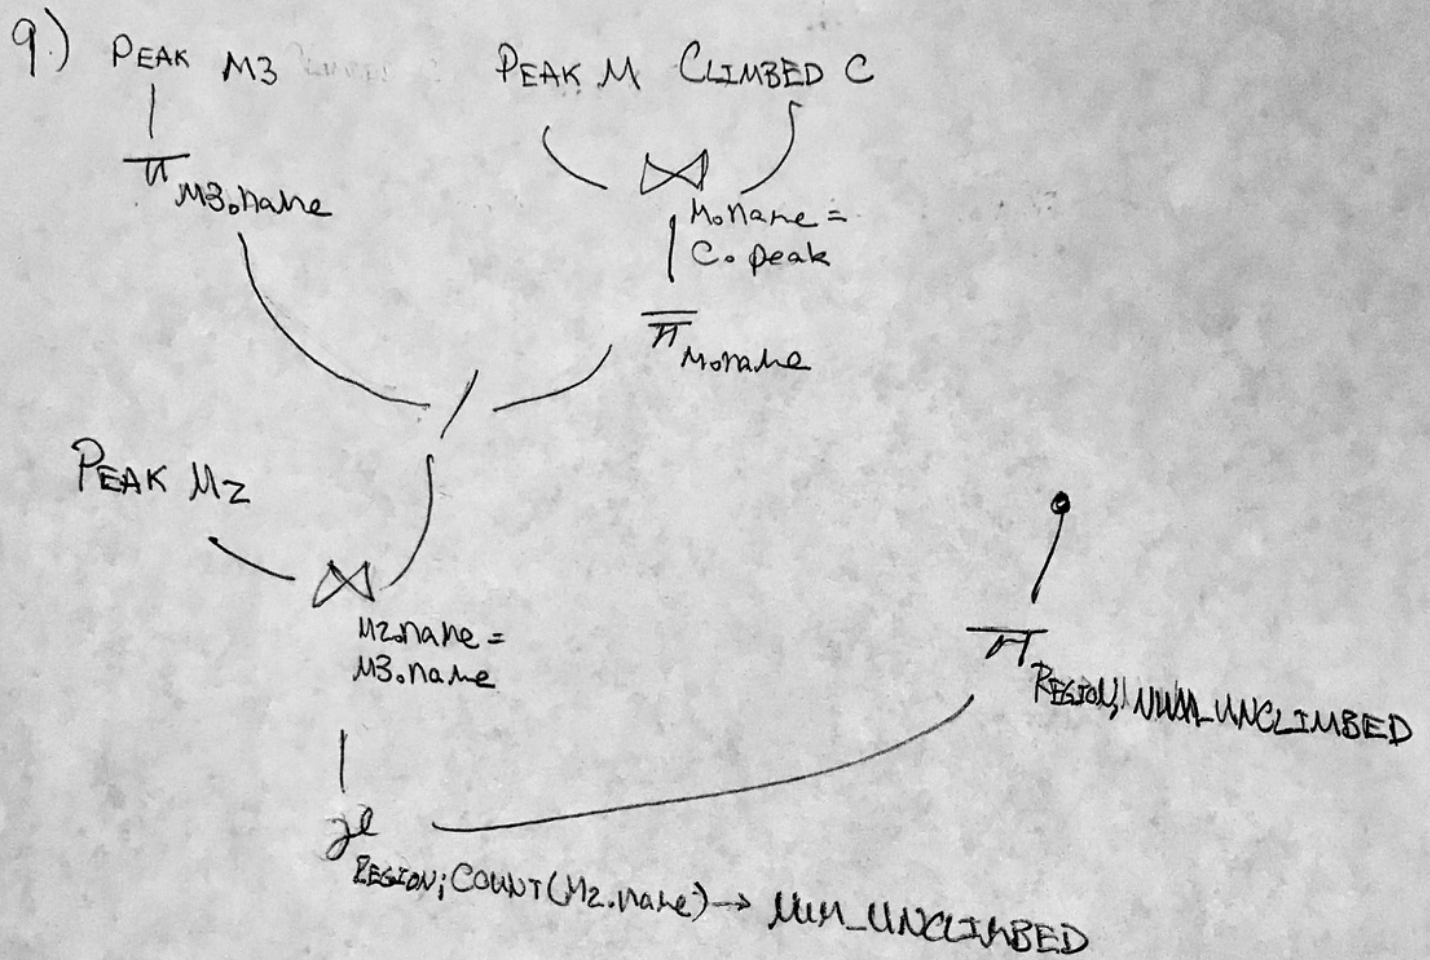 9.) PEAK M3 PEAK M CLIMBED C
⋈
π M3.name
M.name =
C.peak
π M.name
/
PEAK M2
⋈
M2.name =
M3.name
π REGION, NUM_UNCLIMBED
REGION; COUNT(M2.name) → NUM_UNCLIMBED